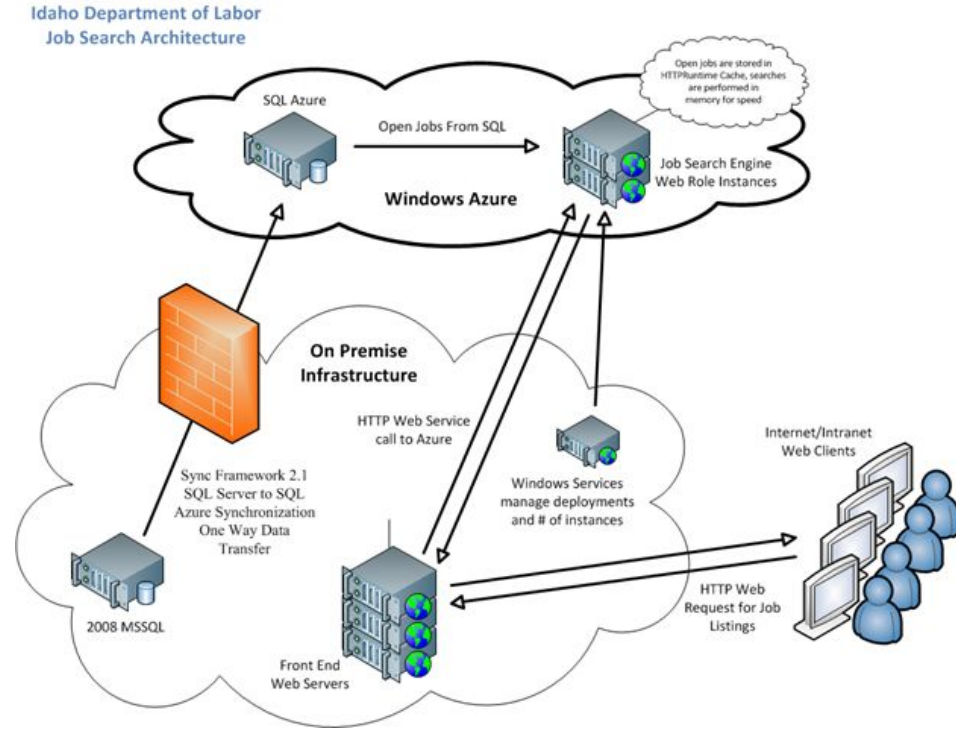 Idaho Department of Labor
Job Search Architecture
Open jobs are stored in
HTTPRuntime Cache, searches
are performed in
memory for speed
SQL Azure
Open Jobs From SQL
Job Search Engine
Web Role Instances
Windows Azure
On Premise
Infrastructure
HTTP Web Service
call to Azure
Internet/Intranet
Web Clients
Sync Framework 2.1
SQL Server to SQL
Azure Synchronization
One Way Data
Transfer
Windows Services
manage deployments
and # of instances
2008 MSSQL
HTTP Web
Request for Job
Listings
Front End
Web Servers